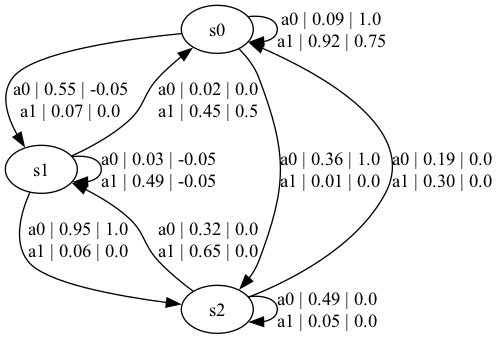 s0
a0 | 0.09 | 1.0
a1 | 0.92 | 0.75
a0 | 0.55 | -0.05
a1 | 0.07 | 0.0
a0 | 0.02 | 0.0
a1 | 0.45 | 0.5
s1
a0 | 0.03 | -0.05
a1 | 0.49 | -0.05
a0 | 0.36 | 1.0
a1 | 0.01 | 0.0
a0 | 0.19 | 0.0
a1 | 0.30 | 0.0
a0 | 0.95 | 1.0
a1 | 0.06 | 0.0
a0 | 0.32 | 0.0
a1 | 0.65 | 0.0
s2
a0 | 0.49 | 0.0
a1 | 0.05 | 0.0